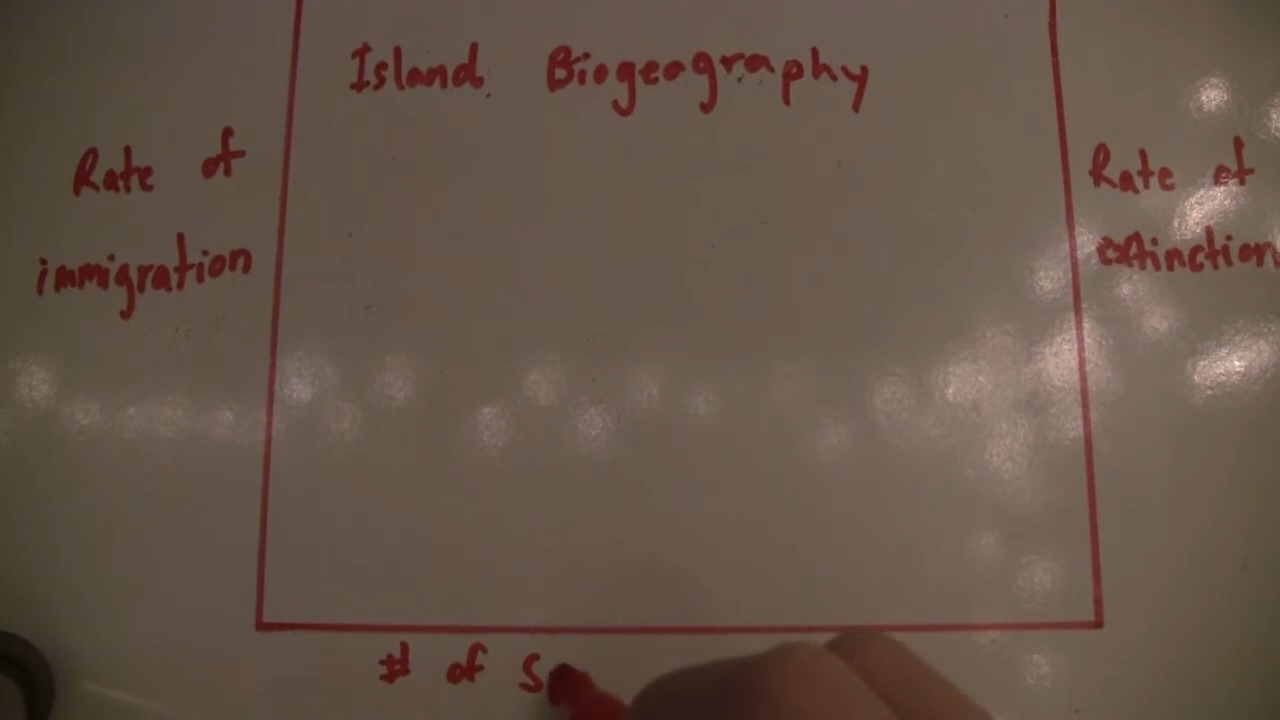 Island Biogeography
Rate of
immigration
Rate of
extinction
# of S